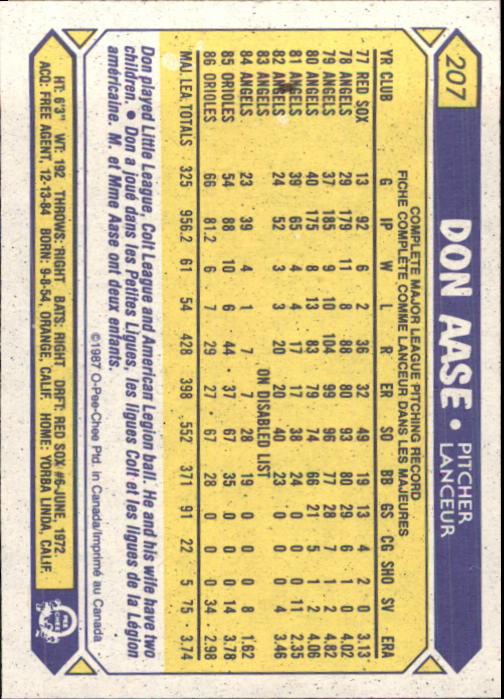 207
DON AASE • PITCHER
LANCEUR
COMPLETE MAJOR LEAGUE PITCHING RECORD
FICHE COMPLÈTE COMME LANCEUR DANS LES MAJEURES
YR CLUB G IP W L R ER SO BB GS CG SHO SV ERA
77 RED SOX 13 92 6 2 36 32 49 19 13 4 2 0 3.13
78 ANGELS 29 179 11 8 88 80 93 80 29 6 1 0 4.02
79 ANGELS 37 185 9 10 104 99 96 77 28 7 1 2 4.82
80 ANGELS 40 175 8 13 83 79 74 66 21 5 1 2 4.06
81 ANGELS 39 65 4 4 17 17 38 24 0 0 0 11 2.35
82 ANGELS 24 52 3 3 20 20 40 23 0 0 0 4 3.46
83 ANGELS ON DISABLED LIST
84 ANGELS 23 39 4 1 7 7 28 19 0 0 0 8 1.62
85 ORIOLES 54 88 10 6 44 37 67 35 0 0 0 14 3.78
86 ORIOLES 66 81.2 6 7 29 27 67 28 0 0 0 34 2.98
MAJ.LEA. TOTALS 325 956.2 61 54 428 398 552 371 91 22 5 75 3.74
Don played Little League, Colt League and American Legion ball. He and his wife have two
children. • Don a joué dans les Petites Ligues, les ligues Colt et les ligues de la Légion
américaine. M. et Mme Aase ont deux enfants.
©1987 O-Pee-Chee Ptd. in Canada/Imprimé au Canada
HT: 6'3" WT: 192 THROWS: RIGHT BATS: RIGHT DRFT: RED SOX #6-JUNE, 1972
ACQ: FREE AGENT, 12-13-84 BORN: 9-8-54, ORANGE, CALIF. HOME: YORBA LINDA, CALIF.
O PEE CHEE